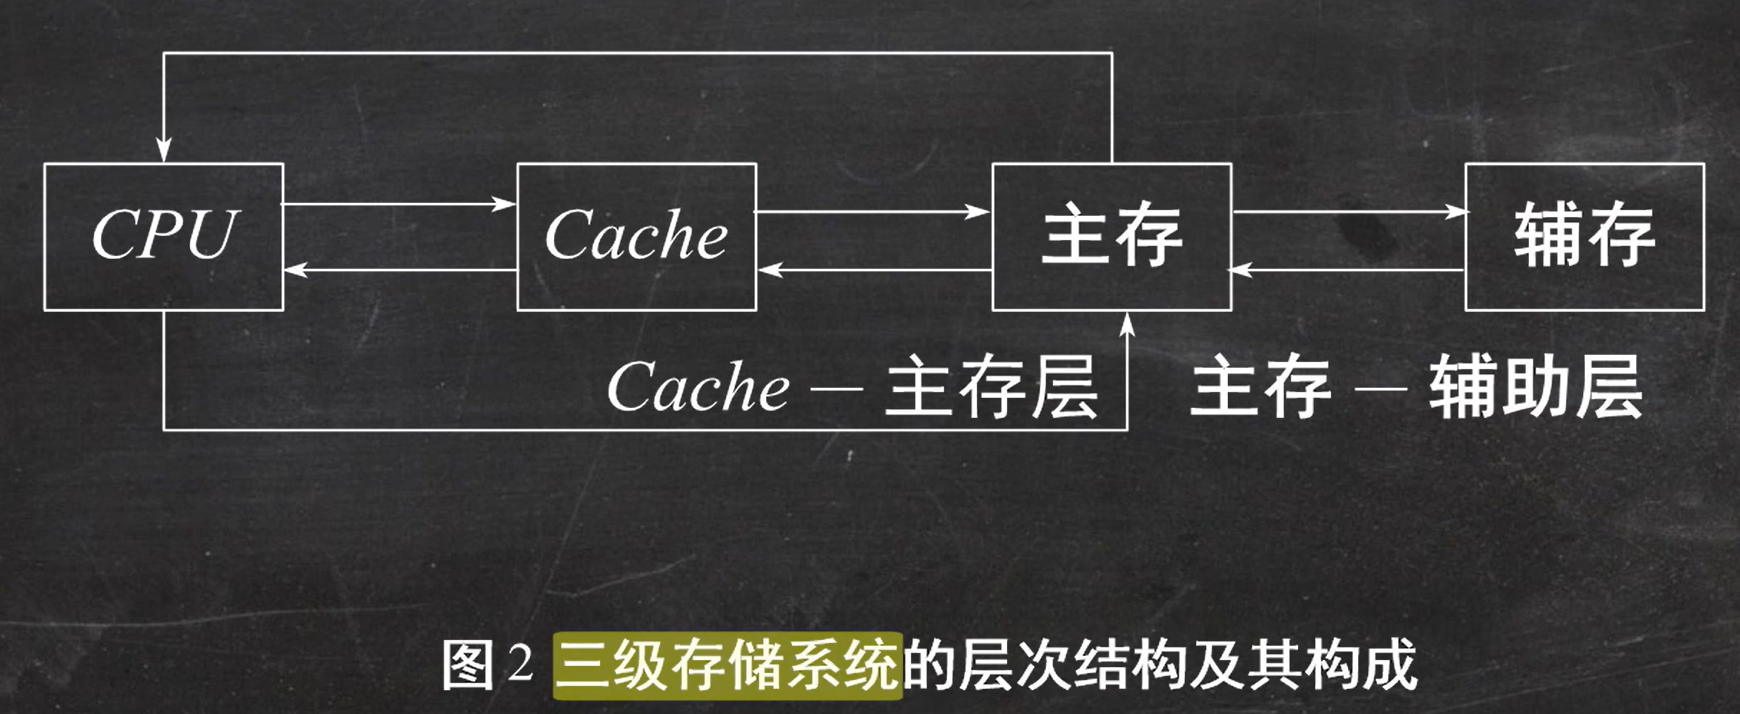 CPU
Cache
主存
辅存
Cache — 主存层
主存 — 辅助层
图 2 三级存储系统的层次结构及其构成